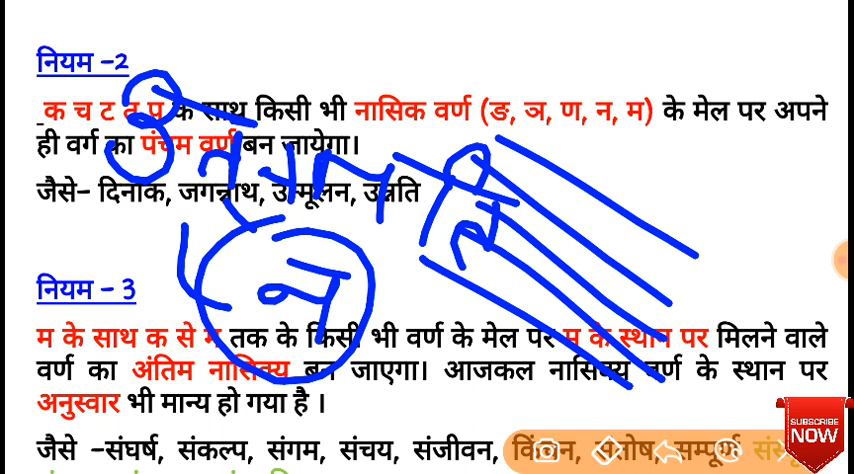 नियम -2
क च ट त प के साथ किसी भी नासिक वर्ण (ङ, ञ, ण, न, म) के मेल पर अपने
ही वर्ग का पंचम वर्ण बन जायेगा।
जैसे- दिनांक, जगन्नाथ, उन्मूलन, उन्नति
नियम - 3
म के साथ क से म तक के किसी भी वर्ण के मेल पर म के स्थान पर मिलने वाले
वर्ण का अंतिम नासिक्य बन जाएगा। आजकल नासिक्य वर्ण के स्थान पर
अनुस्वार भी मान्य हो गया है ।
जैसे -संघर्ष, संकल्प, संगम, संचय, संजीवन, संतोष, सम्पूर्ण
SUBSCRIBE
NOW